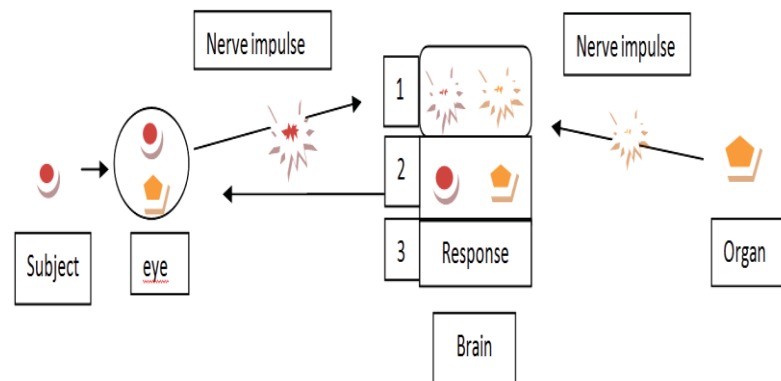 Nerve impulse
Nerve impulse
1
2
3
Response
Subject
eye
Organ
Brain